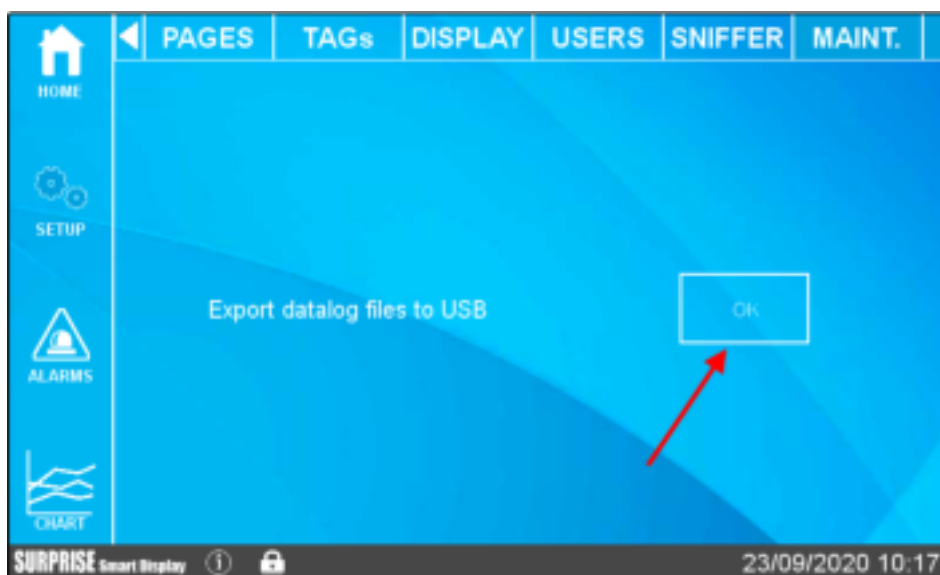 PAGES TAGs DISPLAY USERS SNIFFER MAINT.
HOME
SETUP
Export datalog files to USB OK
ALARMS
CHART
SURPRISE Smart Display 23/09/2020 10:17